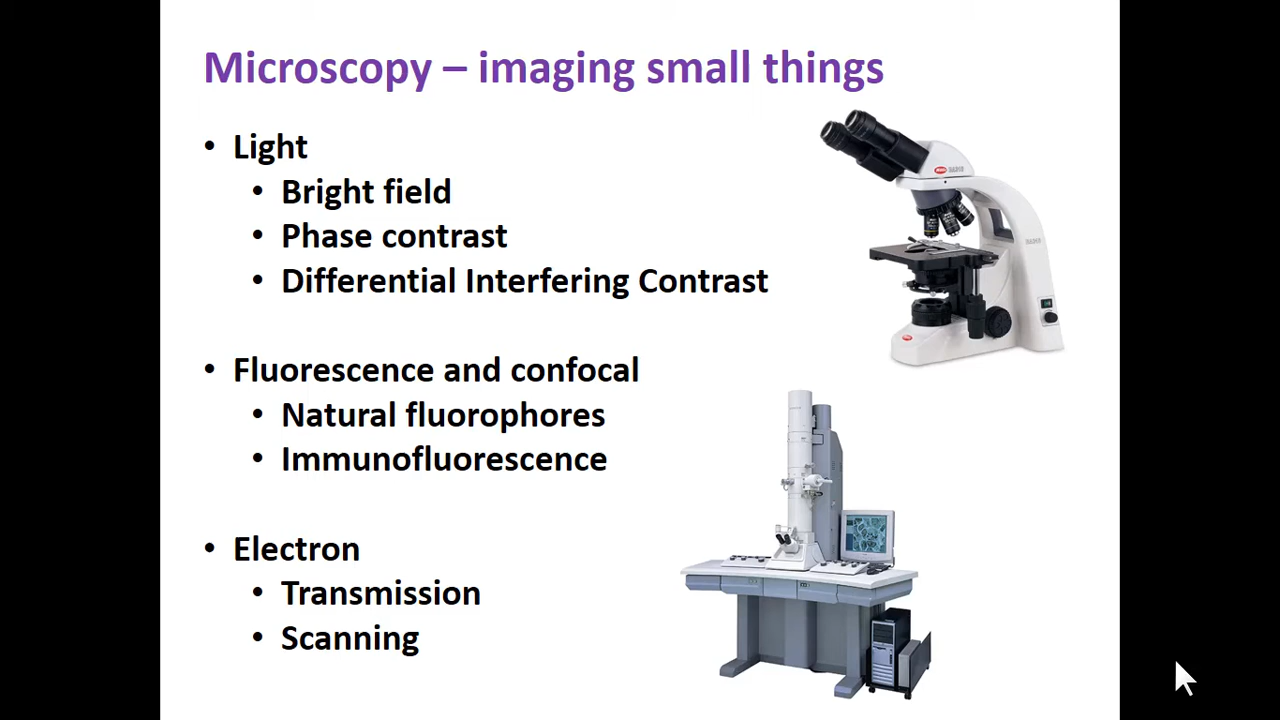 Microscopy – imaging small things
• Light
• Bright field
• Phase contrast
• Differential Interfering Contrast
• Fluorescence and confocal
• Natural fluorophores
• Immunofluorescence
• Electron
• Transmission
• Scanning